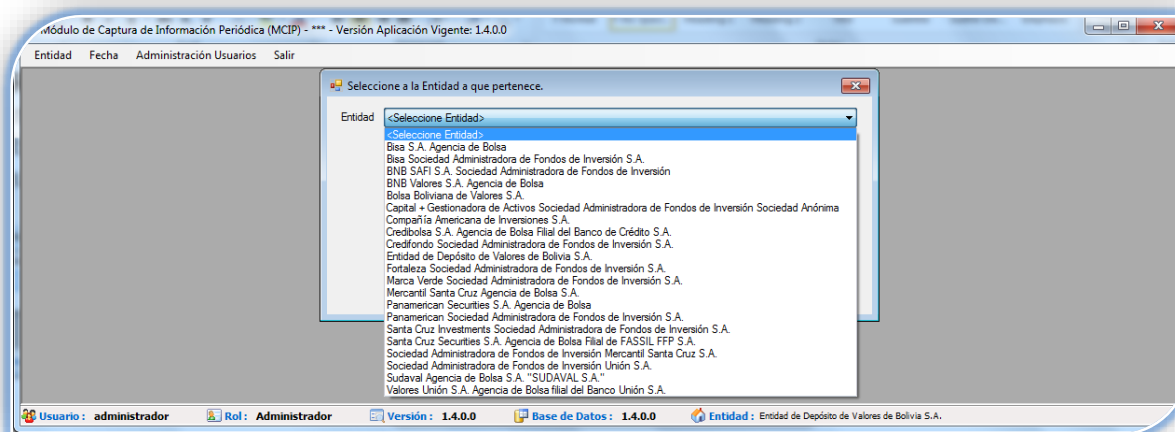 Módulo de Captura de Información Periódica (MCIP) - *** - Versión Aplicación Vigente: 1.4.0.0
Entidad Fecha Administración Usuarios Salir
Seleccione a la Entidad a que pertenece.
Entidad <Seleccione Entidad>
<Seleccione Entidad>
Bisa S.A. Agencia de Bolsa
Bisa Sociedad Administradora de Fondos de Inversión S.A.
BNB SAFI S.A. Sociedad Administradora de Fondos de Inversión
BNB Valores S.A. Agencia de Bolsa
Bolsa Boliviana de Valores S.A.
Capital + Gestionadora de Activos Sociedad Administradora de Fondos de Inversión Sociedad Anónima
Compañía Americana de Inversiones S.A.
Credibolsa S.A. Agencia de Bolsa Filial del Banco de Crédito S.A.
Credifondo Sociedad Administradora de Fondos de Inversión S.A.
Entidad de Depósito de Valores de Bolivia S.A.
Fortaleza Sociedad Administradora de Fondos de Inversión S.A.
Marca Verde Sociedad Administradora de Fondos de Inversión S.A.
Mercantil Santa Cruz Agencia de Bolsa S.A.
Panamerican Securities S.A. Agencia de Bolsa
Panamerican Sociedad Administradora de Fondos de Inversión S.A.
Santa Cruz Investments Sociedad Administradora de Fondos de Inversión S.A.
Santa Cruz Securities S.A. Agencia de Bolsa Filial de FASSIL FFP S.A.
Sociedad Administradora de Fondos de Inversión Mercantil Santa Cruz S.A.
Sociedad Administradora de Fondos de Inversión Unión S.A.
Sudaval Agencia de Bolsa S.A. "SUDAVAL S.A."
Valores Unión S.A. Agencia de Bolsa filial del Banco Unión S.A.
Usuario : administrador Rol : Administrador Versión : 1.4.0.0 Base de Datos : 1.4.0.0 Entidad : Entidad de Depósito de Valores de Bolivia S.A.